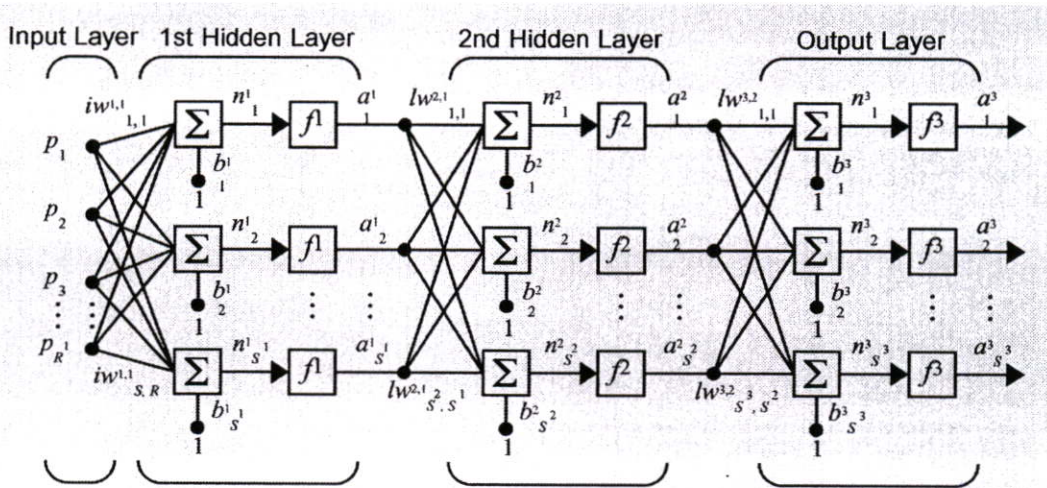 Input Layer 1st Hidden Layer 2nd Hidden Layer Output Layer
iw¹,¹ 1,1 n¹ 1 a¹ 1 lw²,¹ 1,1 n² 1 a² 1 lw³,² 1,1 n³ 1 a³ 1
Σ f¹ Σ f² Σ f³
p 1
b¹ 1 b² 1 b³ 1
1 1 1
p 2
n¹ 2 a¹ 2 n² 2 a² 2 n³ 2 a³ 2
Σ f¹ Σ f² Σ f³
p 3
b¹ 2 b² 2 b³ 2
1 1 1
p R¹
n¹ s¹ a¹ s¹ n² s² a² s² n³ s³ a³ s³
Σ f¹ Σ f² Σ f³
iw¹,¹ S,R lw²,¹ s²,s¹ lw³,² s³,s²
b¹ s¹ b² s² b³ s³
1 1 1